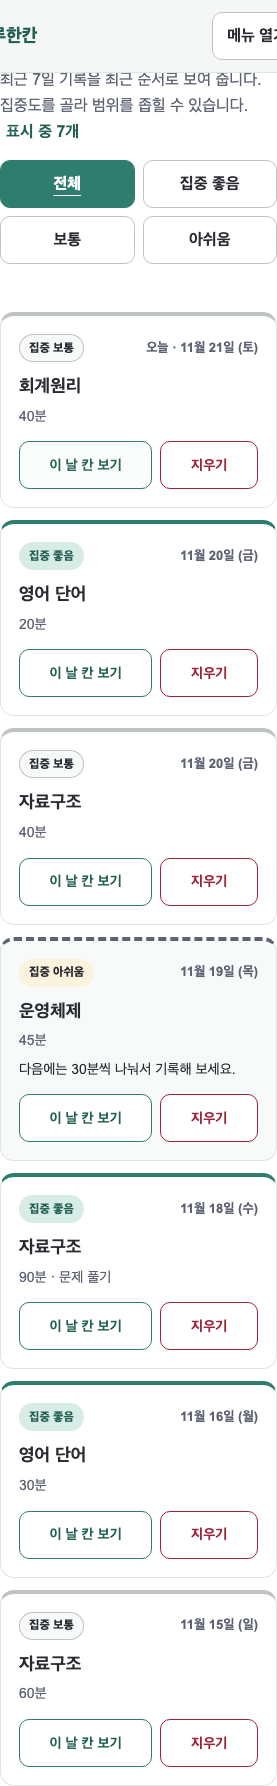 루한칸
메뉴 열기
최근 7일 기록을 최근 순서로 보여 줍니다.
집중도를 골라 범위를 좁힐 수 있습니다.
표시 중 7개
전체
집중 좋음
보통
아쉬움
집중 보통
오늘 · 11월 21일 (토)
회계원리
40분
이 날 칸 보기
지우기
집중 좋음
11월 20일 (금)
영어 단어
20분
이 날 칸 보기
지우기
집중 보통
11월 20일 (금)
자료구조
40분
이 날 칸 보기
지우기
집중 아쉬움
11월 19일 (목)
운영체제
45분
다음에는 30분씩 나눠서 기록해 보세요.
이 날 칸 보기
지우기
집중 좋음
11월 18일 (수)
자료구조
90분 · 문제 풀기
이 날 칸 보기
지우기
집중 좋음
11월 16일 (월)
영어 단어
30분
이 날 칸 보기
지우기
집중 보통
11월 15일 (일)
자료구조
60분
이 날 칸 보기
지우기